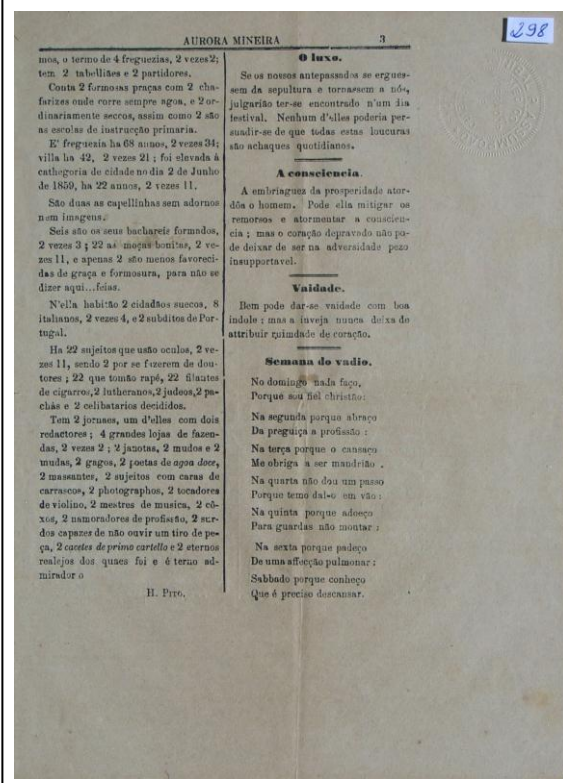 298
AURORA MINEIRA 3
mos, o termo de 4 freguezias, 2 vezes 2;
tem 2 tabelliães e 2 partidores.
Conta 2 formosas praças com 2 cha-
farizes onde corre sempre agoa, e 2 or-
dinariamente seccos, assim como 2 são
as escolas de instrucção primaria.
E' freguezia ha 68 annos, 2 vezes 34;
villa ha 42, 2 vezes 21; foi elevada á
cathegoria de cidade no dia 2 de Junho
de 1859, ha 22 annos, 2 vezes 11.
São duas as capellinhas sem adornos
nem imagens.
Seis são os seus bachareis formados,
2 vezes 3; 22 as moças bonitas, 2 ve-
zes 11, e apenas 2 são menos favoreci-
das de graça e formosura, para não se
dizer aqui...feias.
N'ella habitão 2 cidadãos suecos, 8
italianos, 2 vezes 4, e 2 subditos de Por-
tugal.
Ha 22 sujeitos que usão oculos, 2 ve-
zes 11, sendo 2 por se fazerem de dou-
tores; 22 que tomão rapé, 22 filantes
de cigarros, 2 lutheranos, 2 judeos, 2 pa-
chás e 2 celibatarios decididos.
Tem 2 jornaes, um d'elles com dois
redactores; 4 grandes lojas de fazen-
das, 2 vezes 2; 2 janotas, 2 mudos e 2
mudas, 2 gagos, 2 poetas de agoa doce,
2 massantes, 2 sujeitos com caras de
carrascos, 2 photographos, 2 tocadores
de violino, 2 mestres de musica, 2 cô-
xos, 2 namoradores de profissão, 2 sur-
dos capazes de não ouvir um tiro de pe-
ça, 2 cacetes de primo cartello e 2 eternos
realejos dos quaes foi e é terno ad-
mirador o
H. Pito.
O luxo.
Se os nossos antepassados se ergues-
sem da sepultura e tornassem a nós,
julgarião ter-se encontrado n'um dia
festival. Nenhum d'elles poderia per-
suadir-se de que todas estas loucuras
são achaques quotidianos.
A consciencia.
A embriaguez da prosperidade ator-
dôa o homem. Pode ella mitigar os
remorsos e atormentar a conscien-
cia; mas o coração depravado não pó-
de deixar de ser na adversidade pezo
insupportavel.
Vaidade.
Bem pode dar-se vaidade com boa
indole; mas a inveja nunca deixa de
attribuir ruimdade de coração.
Semana do vadio.
No domingo nada faço,
Porque sou fiel christão:
Na segunda porque abraço
Da preguiça a profissão:
Na terça porque o cansaço
Me obriga a ser mandrião.
Na quarta não dou um passo
Porque temo dal-o em vão:
Na quinta porque adoeço
Para guardas não montar:
Na sexta porque padeço
De uma affecção pulmonar:
Sabbado porque conheço
Que é preciso descansar.